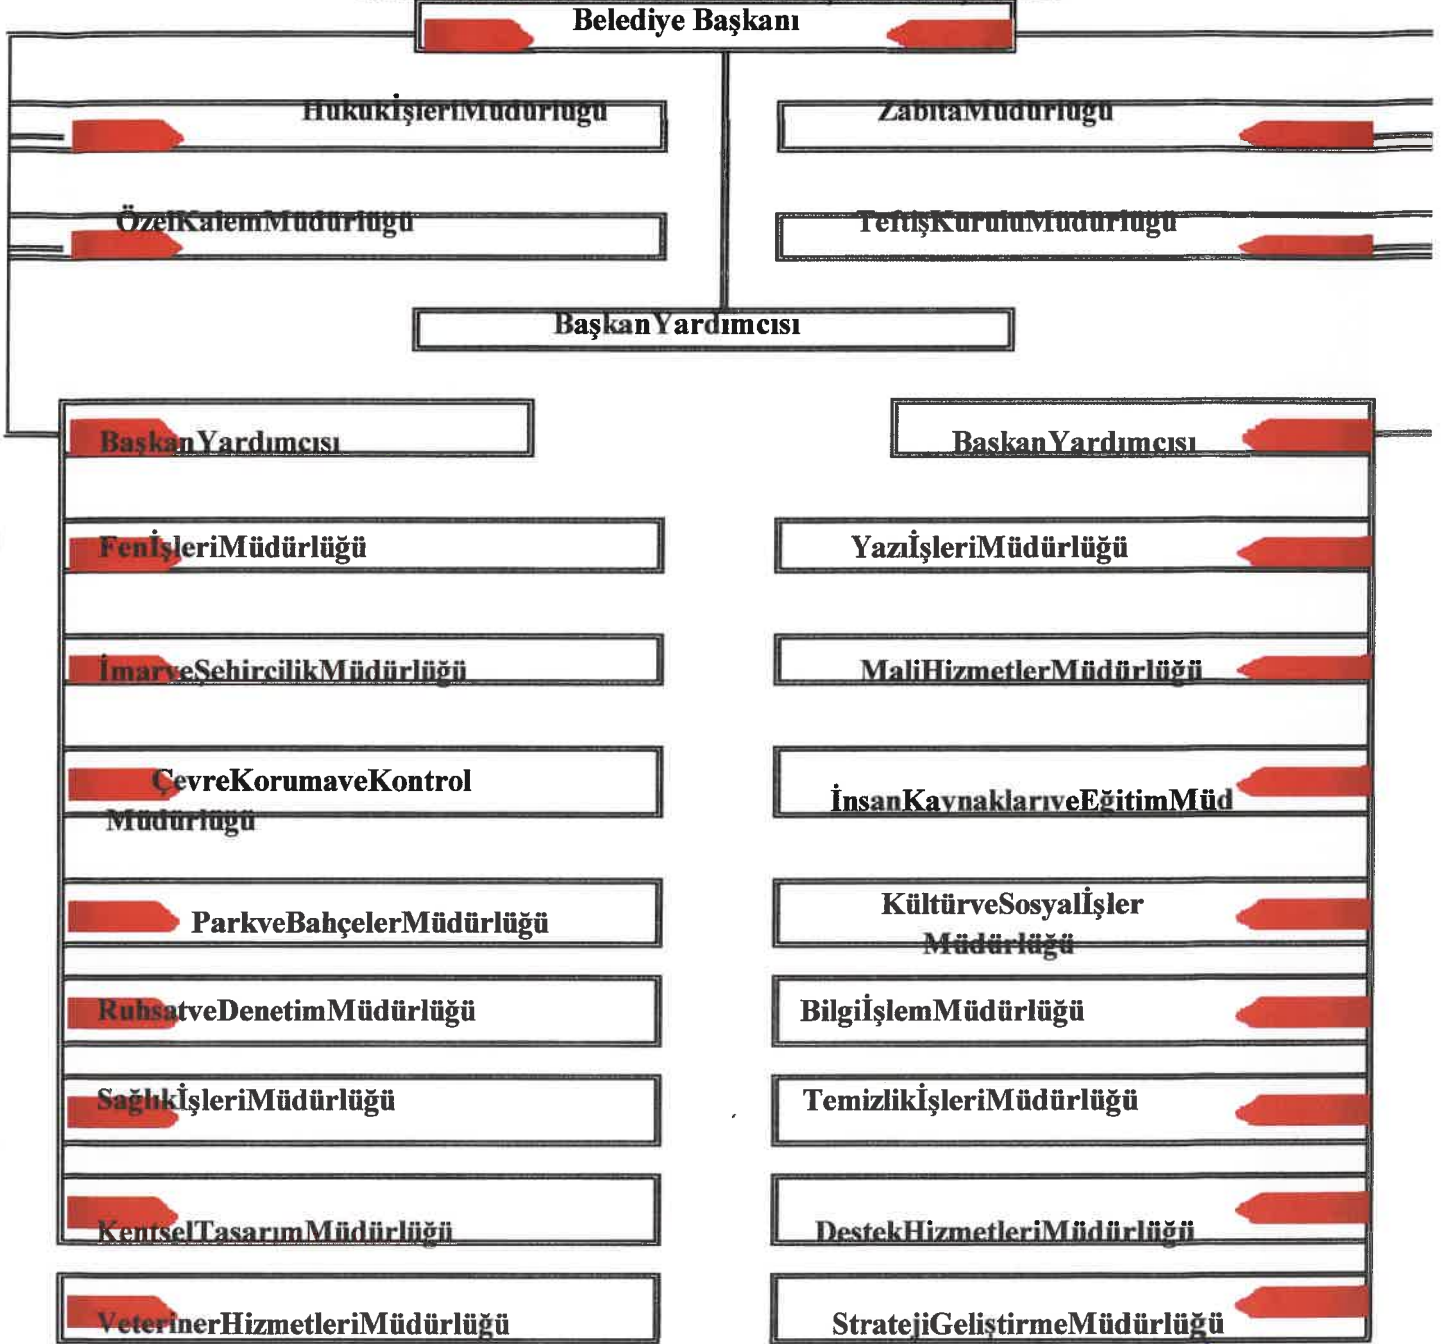 Belediye Başkanı
HukukİşleriMüdürlüğü
ZabıtaMüdürlüğü
ÖzelKalemMüdürlüğü
TeftişKuruluMüdürlüğü
BaşkanYardımcısı
BaşkanYardımcısı
BaşkanYardımcısı
FenİşleriMüdürlüğü
YazıİşleriMüdürlüğü
İmarveŞehircilikMüdürlüğü
MaliHizmetlerMüdürlüğü
ÇevreKorumaveKontrol
Müdürlüğü
İnsanKaynaklarıveEğitimMüd
ParkveBahçelerMüdürlüğü
KültürveSosyalİşler
Müdürlüğü
RuhsatveDenetimMüdürlüğü
BilgiİşlemMüdürlüğü
SağlıkİşleriMüdürlüğü
TemizlikİşleriMüdürlüğü
KentselTasarımMüdürlüğü
DestekHizmetleriMüdürlüğü
VeterinerHizmetleriMüdürlüğü
StratejiGeliştirmeMüdürlüğü